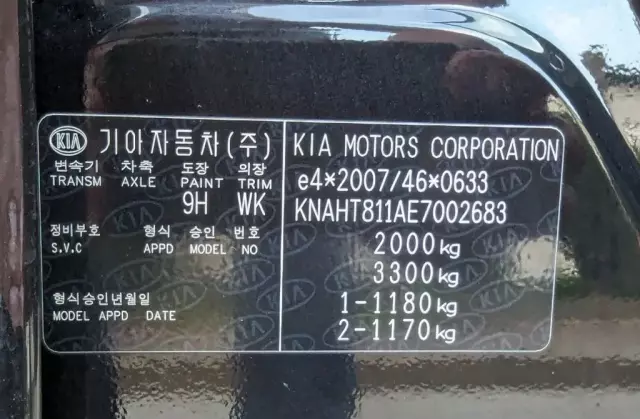 KIA 기아자동차(주)
변속기 차축 도장 의장
TRANSM AXLE PAINT TRIM
9H WK
정비부호 형식 승인 번호
S.V.C APPD MODEL NO
형식승인년월일
MODEL APPD DATE
KIA MOTORS CORPORATION
e4*2007/46*0633
KNAHT811AE7002683
2000kg
3300kg
1-1180kg
2-1170kg